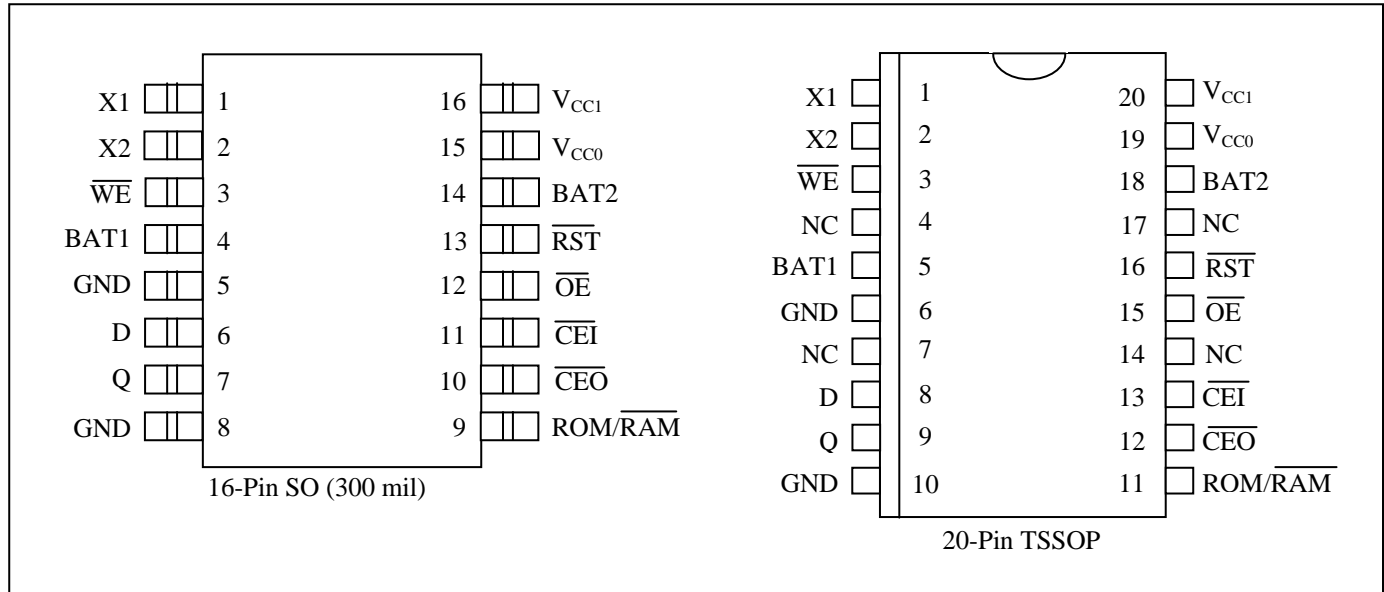 X1 1 16 VCC1
X2 2 15 VCC0
WE 3 14 BAT2
BAT1 4 13 RST
GND 5 12 OE
D 6 11 CEI
Q 7 10 CEO
GND 8 9 ROM/RAM
16-Pin SO (300 mil)
X1 1 20 VCC1
X2 2 19 VCC0
WE 3 18 BAT2
NC 4 17 NC
BAT1 5 16 RST
GND 6 15 OE
NC 7 14 NC
D 8 13 CEI
Q 9 12 CEO
GND 10 11 ROM/RAM
20-Pin TSSOP